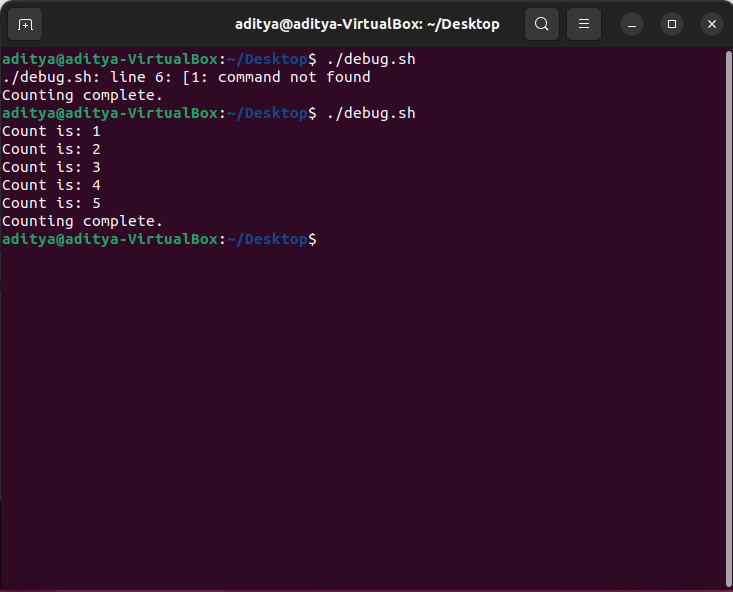 aditya@aditya-VirtualBox: ~/Desktop
aditya@aditya-VirtualBox:~/Desktop$ ./debug.sh
./debug.sh: line 6: [1: command not found
Counting complete.
aditya@aditya-VirtualBox:~/Desktop$ ./debug.sh
Count is: 1
Count is: 2
Count is: 3
Count is: 4
Count is: 5
Counting complete.
aditya@aditya-VirtualBox:~/Desktop$